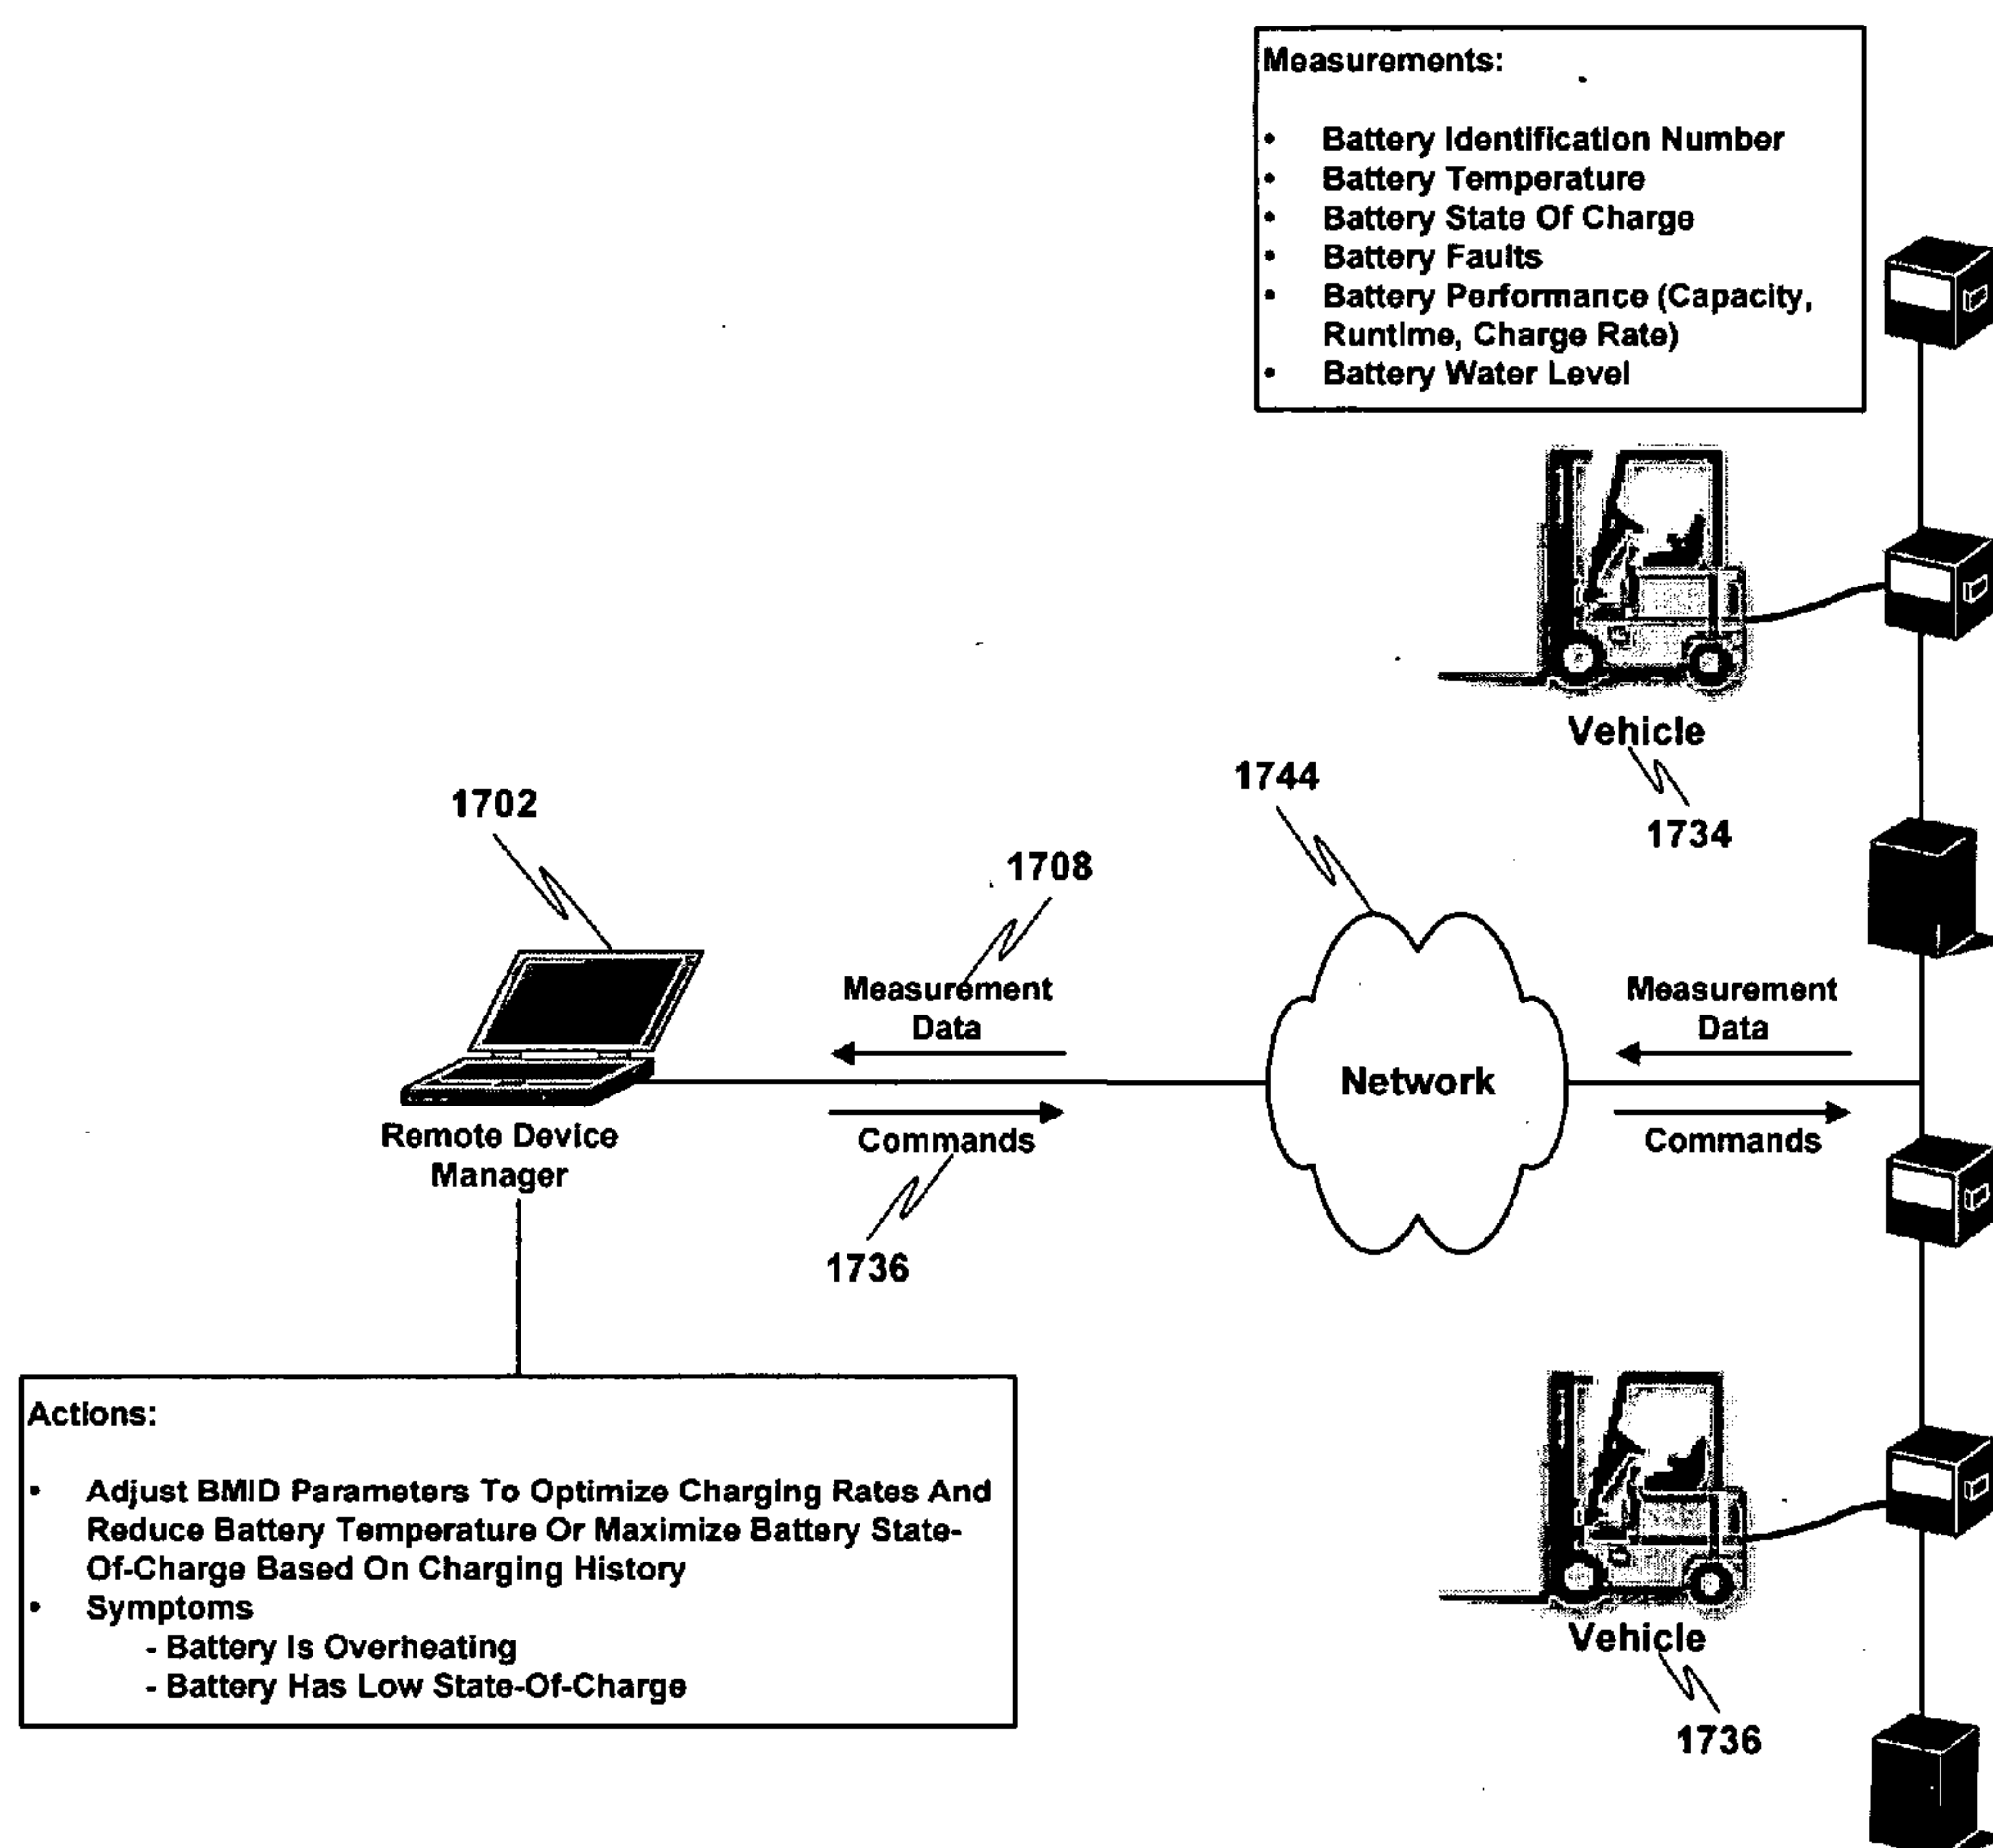 Measurements:
• Battery Identification Number
• Battery Temperature
• Battery State Of Charge
• Battery Faults
• Battery Performance (Capacity,
Runtime, Charge Rate)
• Battery Water Level
Vehicle
1734
1744
1702
1708
Measurement
Data
Commands
1736
Network
Measurement
Data
Commands
Remote Device
Manager
Actions:
• Adjust BMID Parameters To Optimize Charging Rates And
Reduce Battery Temperature Or Maximize Battery State-
Of-Charge Based On Charging History
• Symptoms
- Battery Is Overheating
- Battery Has Low State-Of-Charge
Vehicle
1736